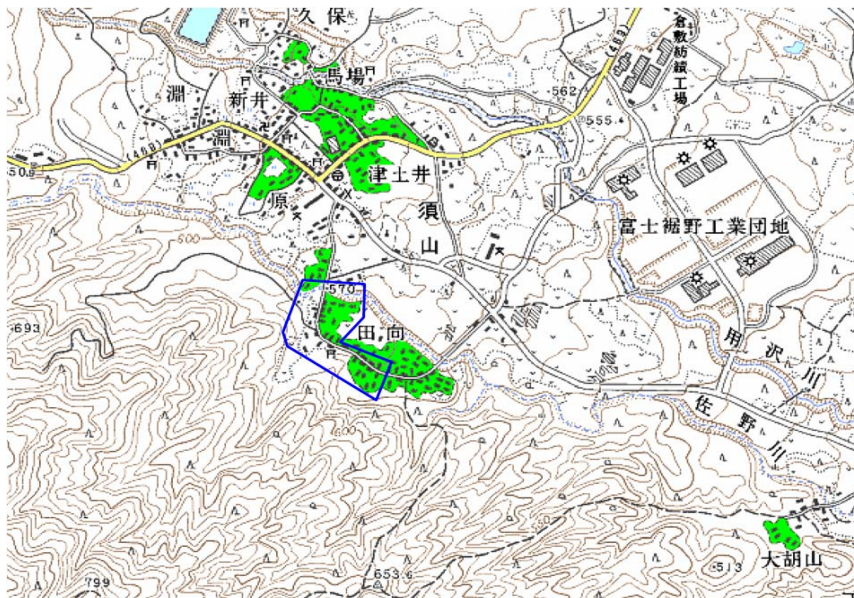 久保
馬場
淵
新井
淵
(469)
(469)
562
555.
倉敷紡績工場
津土井
原
須山
富士裾野工業団地
600
570
693
田向
用沢川
佐野川
600
799
653.6
513
大胡山